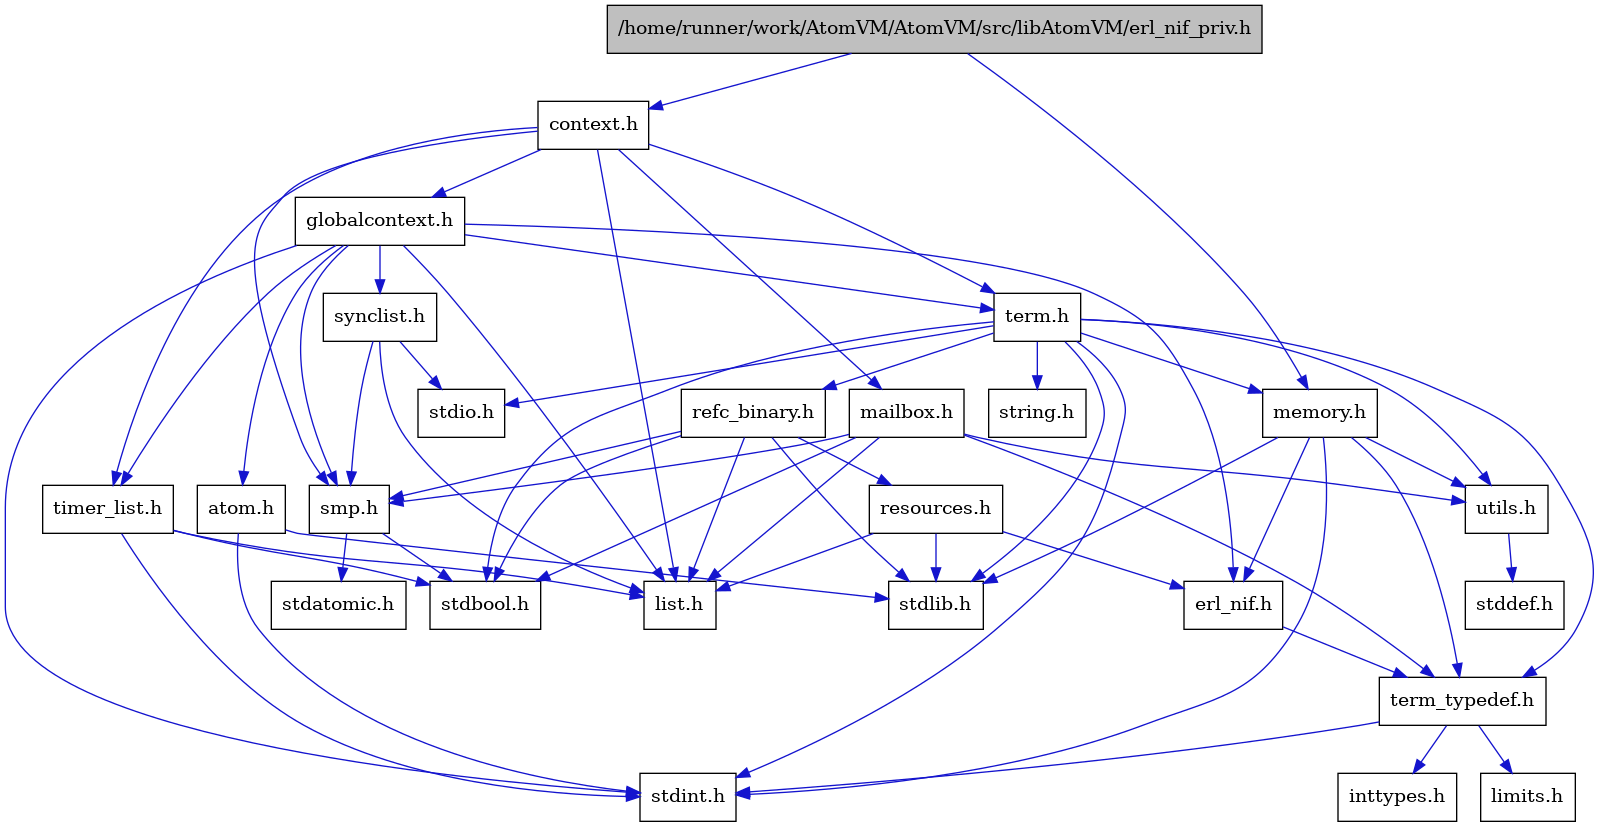 /home/runner/work/AtomVM/AtomVM/src/libAtomVM/erl_nif_priv.h
context.h
globalcontext.h
synclist.h
term.h
stdio.h
refc_binary.h
mailbox.h
string.h
memory.h
timer_list.h
atom.h
smp.h
resources.h
utils.h
stdatomic.h
stdbool.h
list.h
stdlib.h
erl_nif.h
stddef.h
term_typedef.h
stdint.h
inttypes.h
limits.h